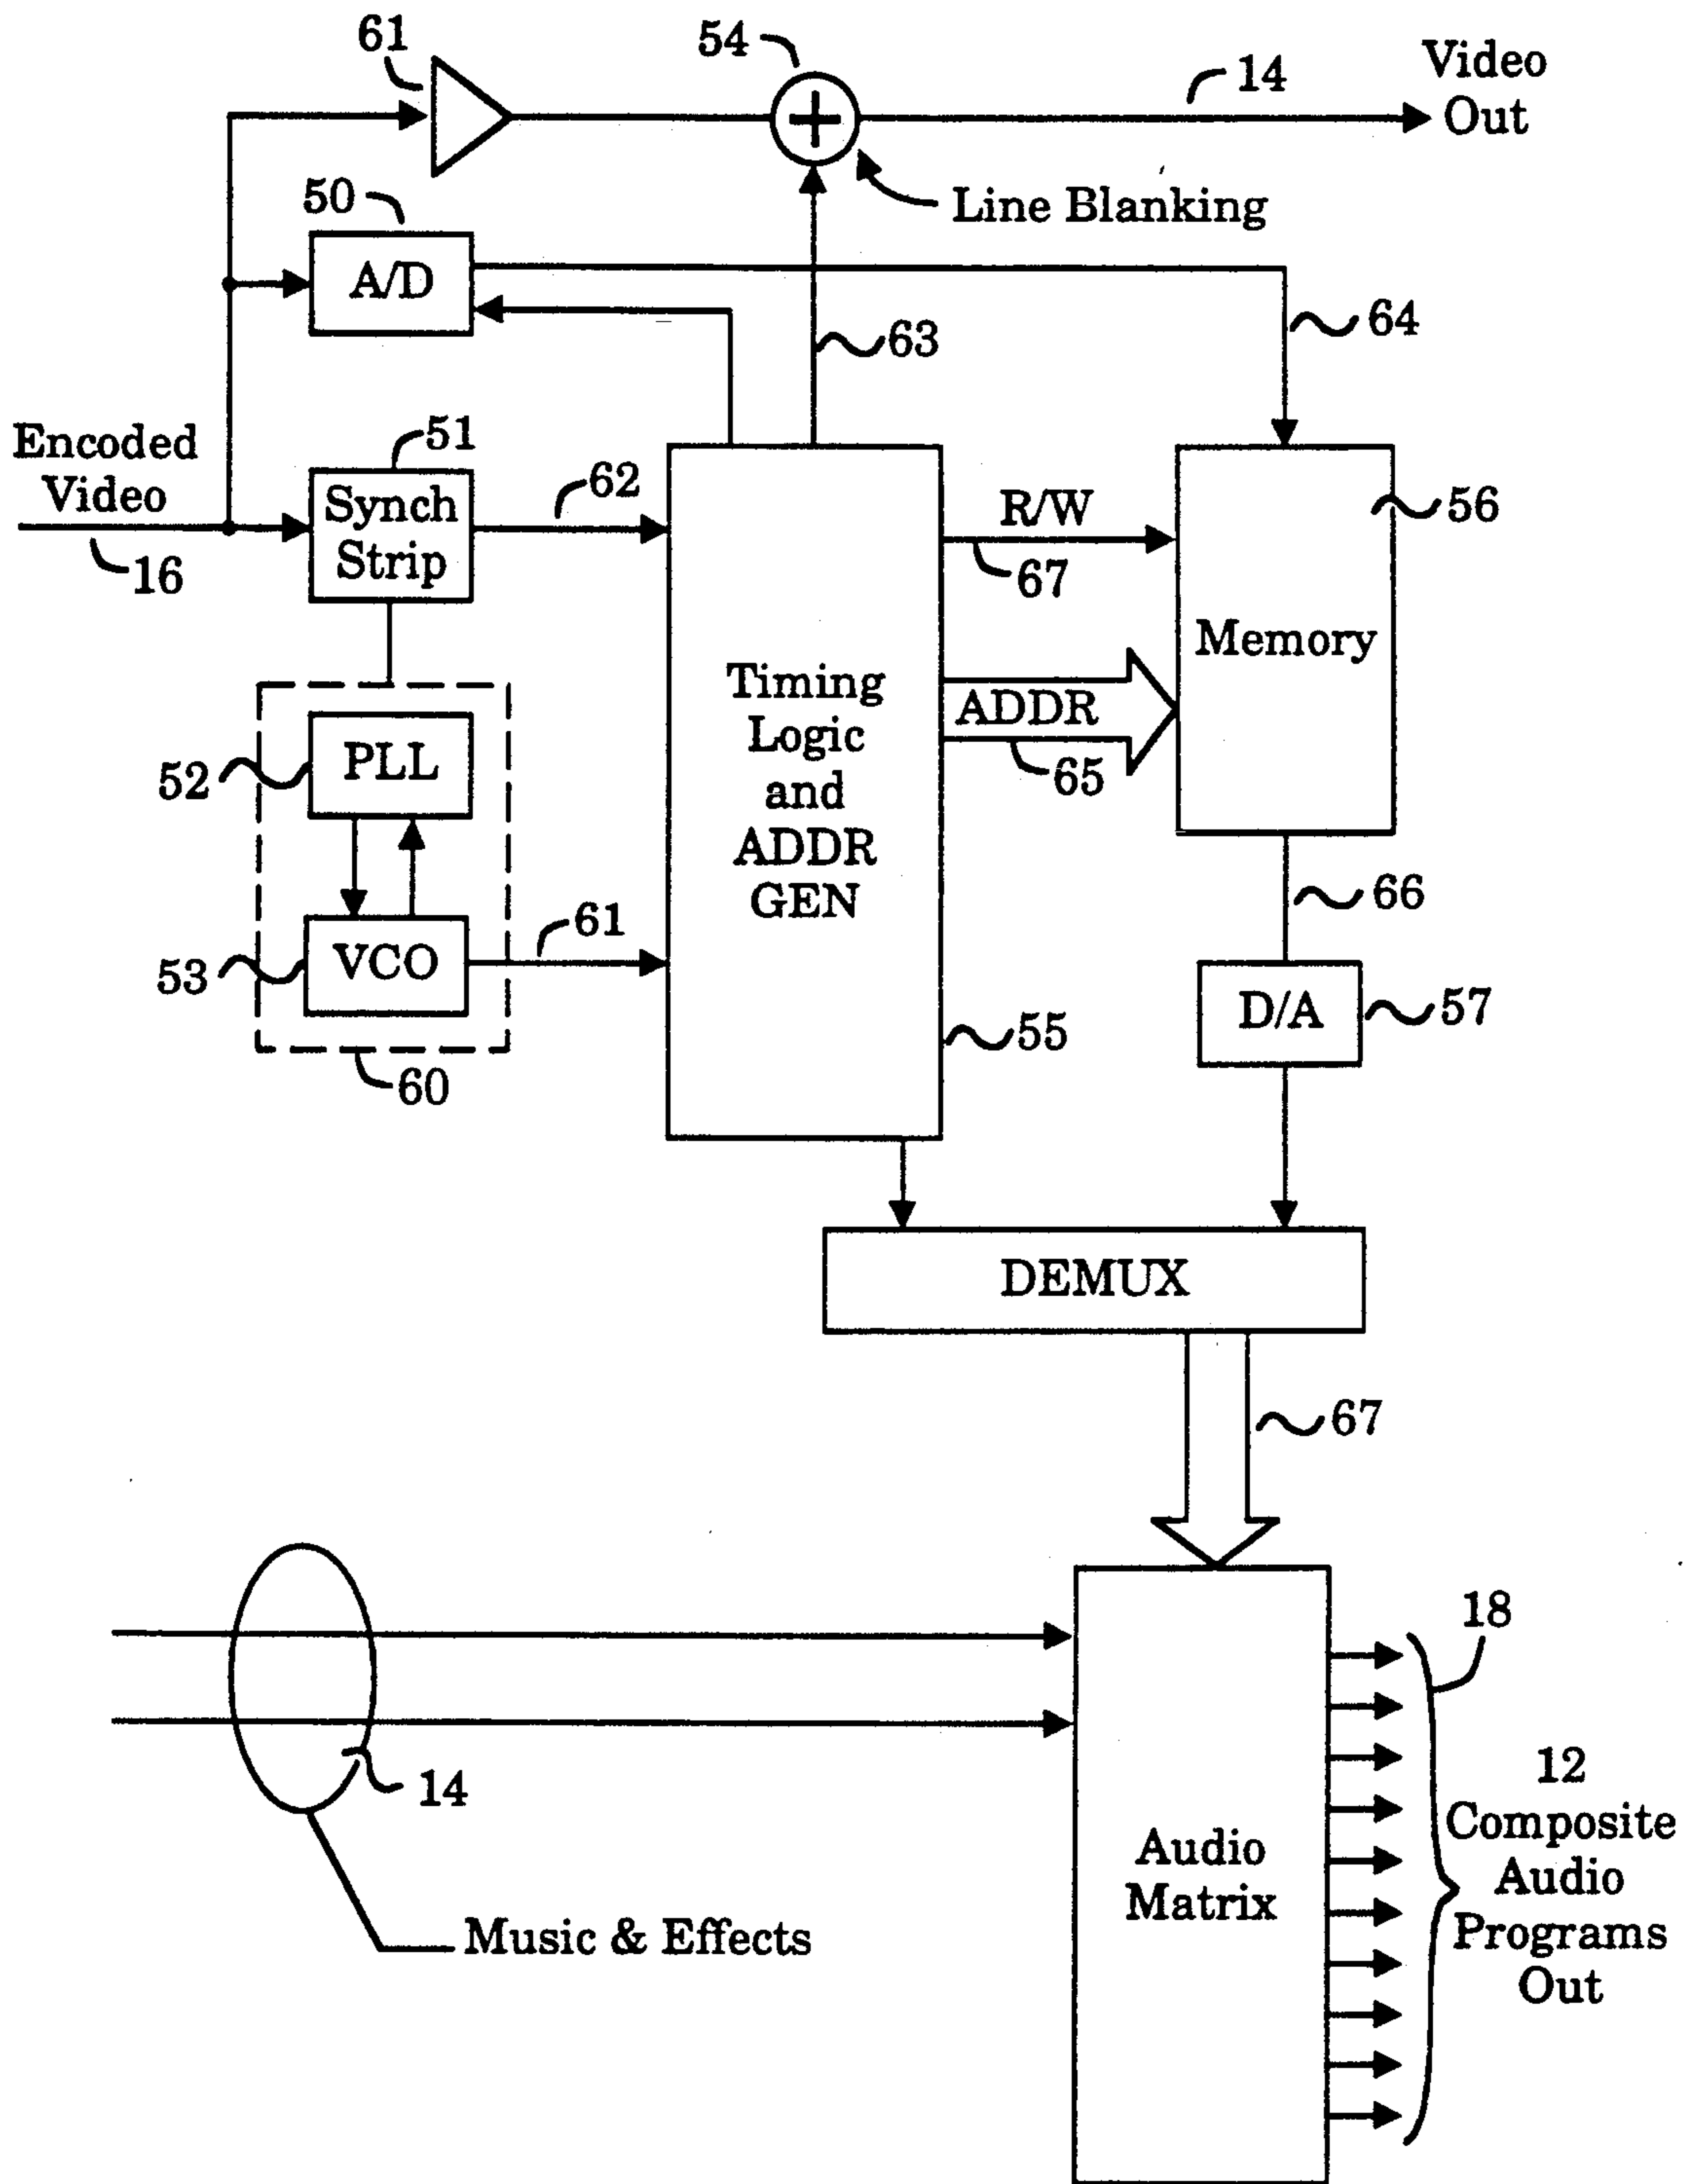 61
54
14
Video
Out
50
Line Blanking
A/D
63
64
Encoded
Video
16
51
Synch
Strip
62
R/W
67
56
Memory
Timing
Logic
and
ADDR
GEN
ADDR
65
52
PLL
66
61
53
VCO
D/A
57
55
60
DEMUX
67
18
14
12
Composite
Audio
Programs
Out
Audio
Matrix
Music & Effects